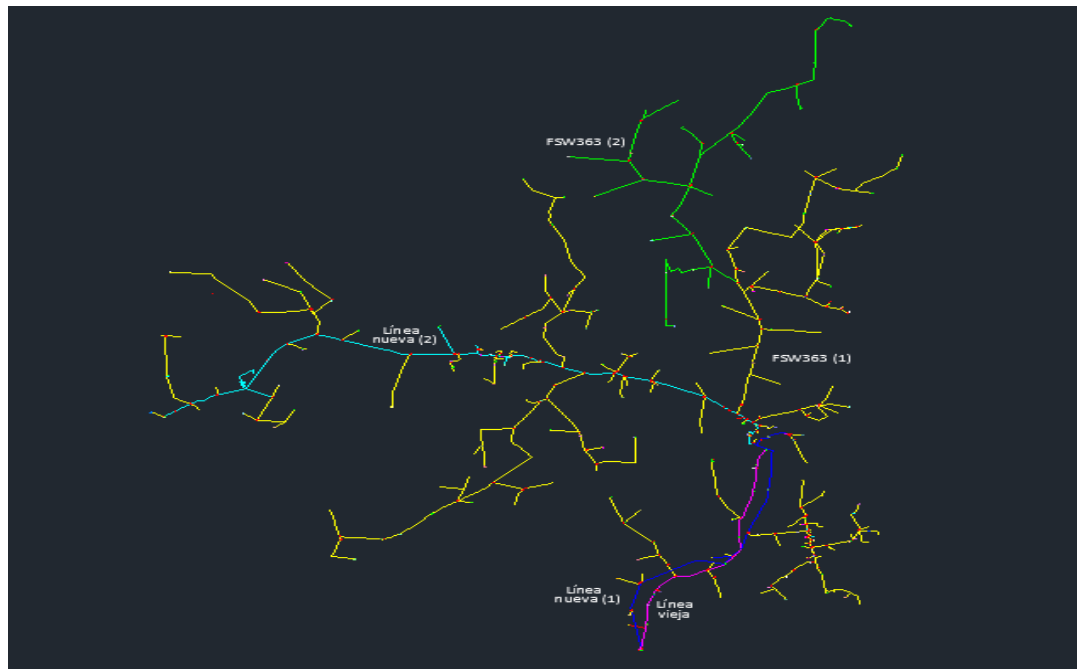 FSW363 (2)
Línea
nueva (2)
FSW363 (1)
Línea
nueva (1)
Línea
vieja